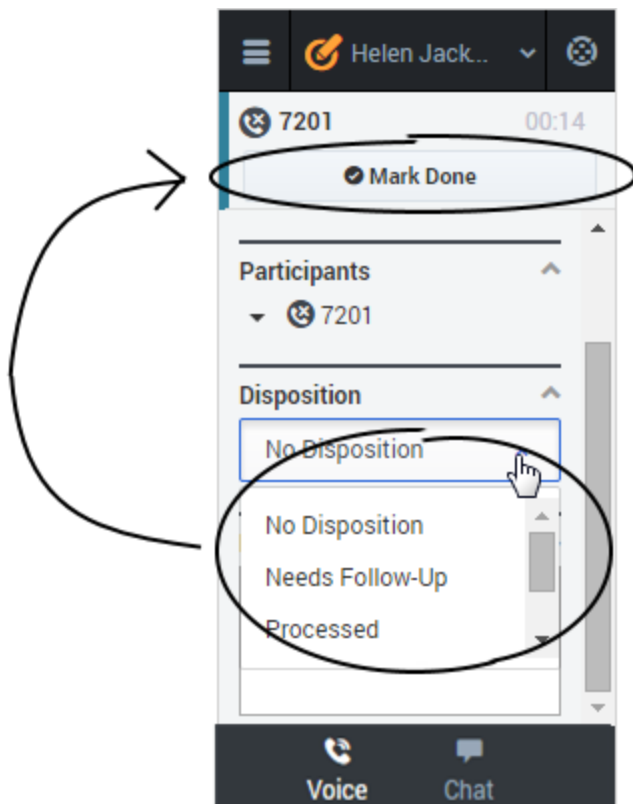 Helen Jack...
7201 00:14
Mark Done
Participants
7201
Disposition
No Disposition
No Disposition
Needs Follow-Up
Processed
Voice Chat